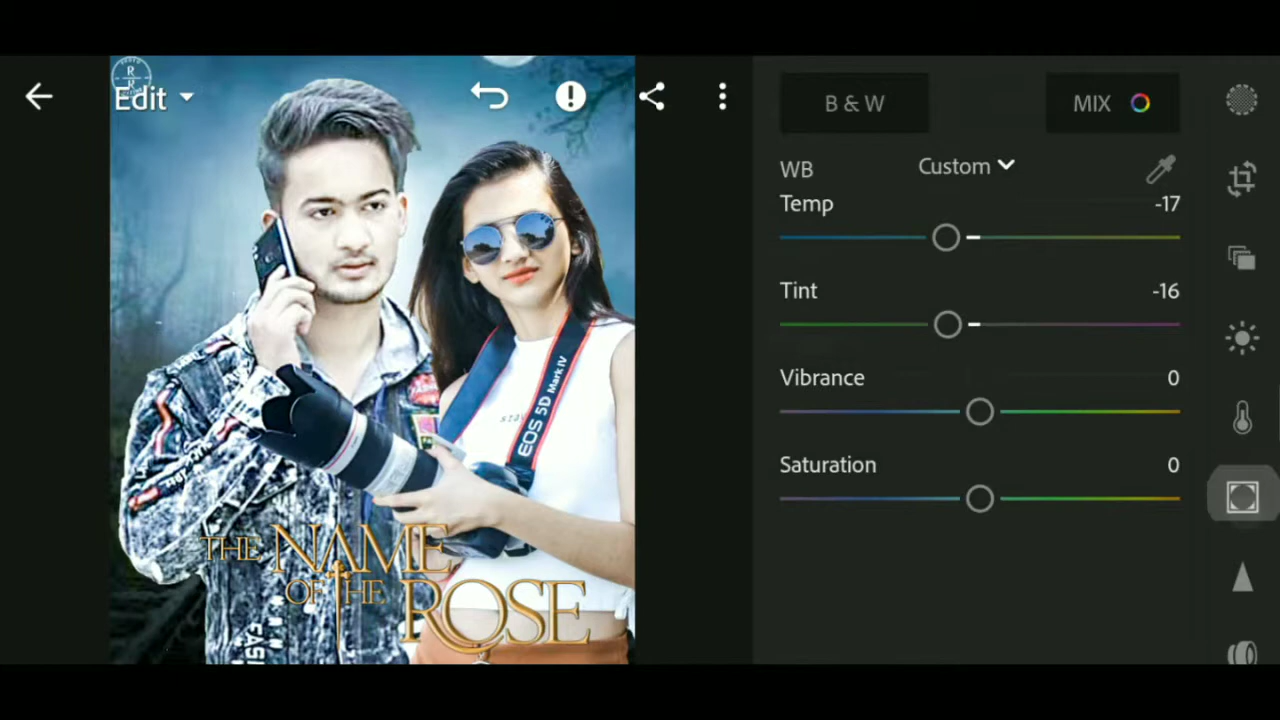 Edit
B & W
MIX
WB
Custom
Temp
-17
Tint
-16
Vibrance
0
Saturation
0
EOS 5D Mark IV
THE NAME
OF THE ROSE